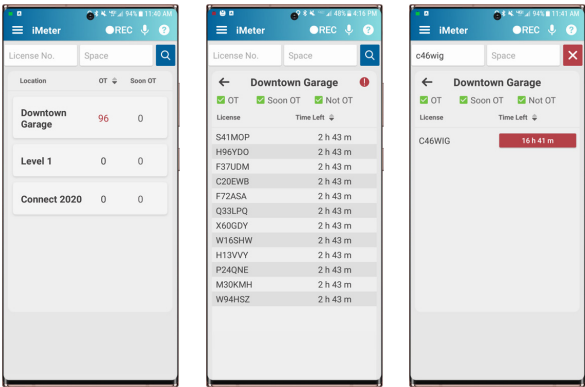 94% 11:40 AM
iMeter
REC
?
License No.
Space
Location
OT
Soon OT
Downtown
Garage
96
0
Level 1
0
0
Connect 2020
0
0
48% 4:16 PM
iMeter
REC
?
License No.
Space
Downtown Garage
!
OT
Soon OT
Not OT
License
Time Left
S41MOP
2 h 43 m
H96YDO
2 h 43 m
F37UDM
2 h 43 m
C20EWB
2 h 43 m
F72ASA
2 h 43 m
Q33LPQ
2 h 43 m
X60GDY
2 h 43 m
W16SHW
2 h 43 m
H13VVY
2 h 43 m
P24QNE
2 h 43 m
M30KMH
2 h 43 m
W94HSZ
2 h 43 m
94% 11:41 AM
iMeter
REC
?
c46wig
Space
Downtown Garage
OT
Soon OT
Not OT
License
Time Left
C46WIG
16 h 41 m